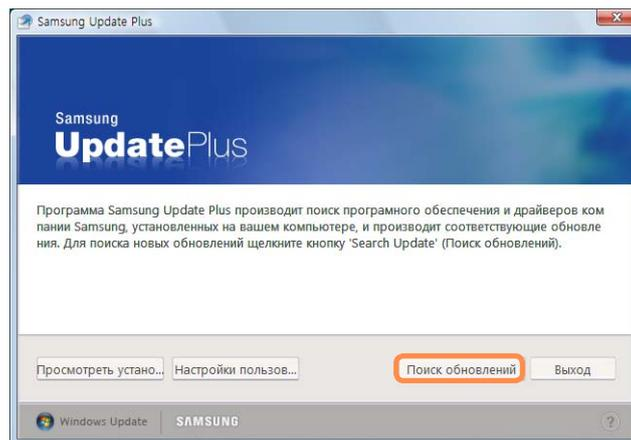 Samsung Update Plus
Samsung
UpdatePlus
Программа Samsung Update Plus производит поиск програмного обеспечения и драйверов ком
пании Samsung, установленных на вашем компьютере, и производит соответствующие обновле
ния. Для поиска новых обновлений щелкните кнопку 'Search Update' (Поиск обновлений).
Просмотреть устано... Настройки пользов... Поиск обновлений Выход
Windows Update SAMSUNG ?